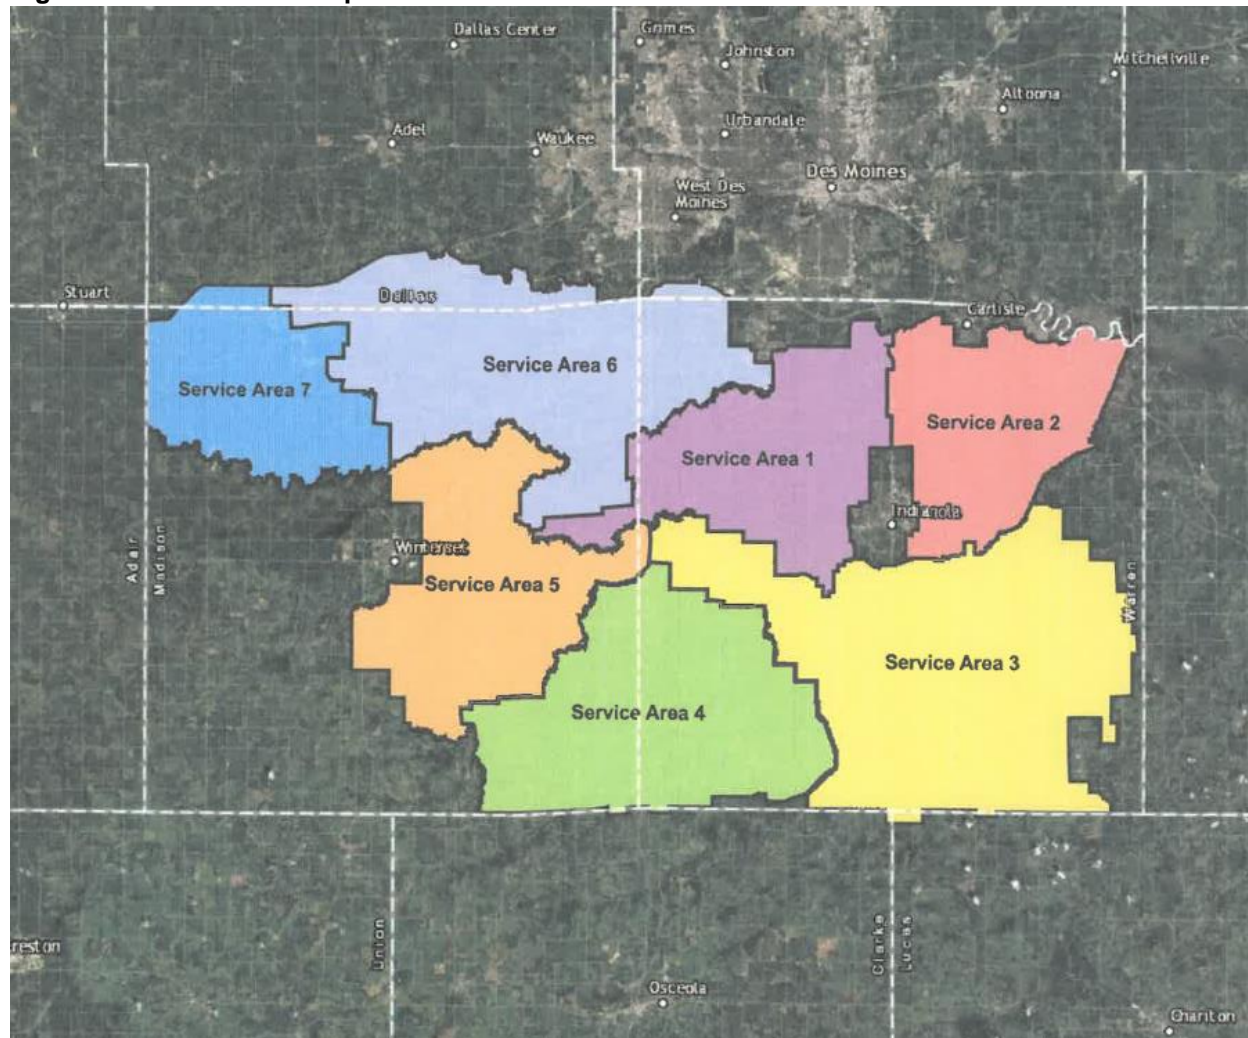 Dallas Center
Grimes
Johnston
Mitchellville
Altoona
Urbandale
Adel
Waukee
Des Moines
West Des
Moines
Stuart
Dallas
Carlisle
Service Area 6
Service Area 7
Service Area 2
Service Area 1
Indianola
Winterset
Adair
Madison
Service Area 5
Warren
Service Area 3
Service Area 4
Union
Clarke
Lucas
reston
Osceola
Chariton